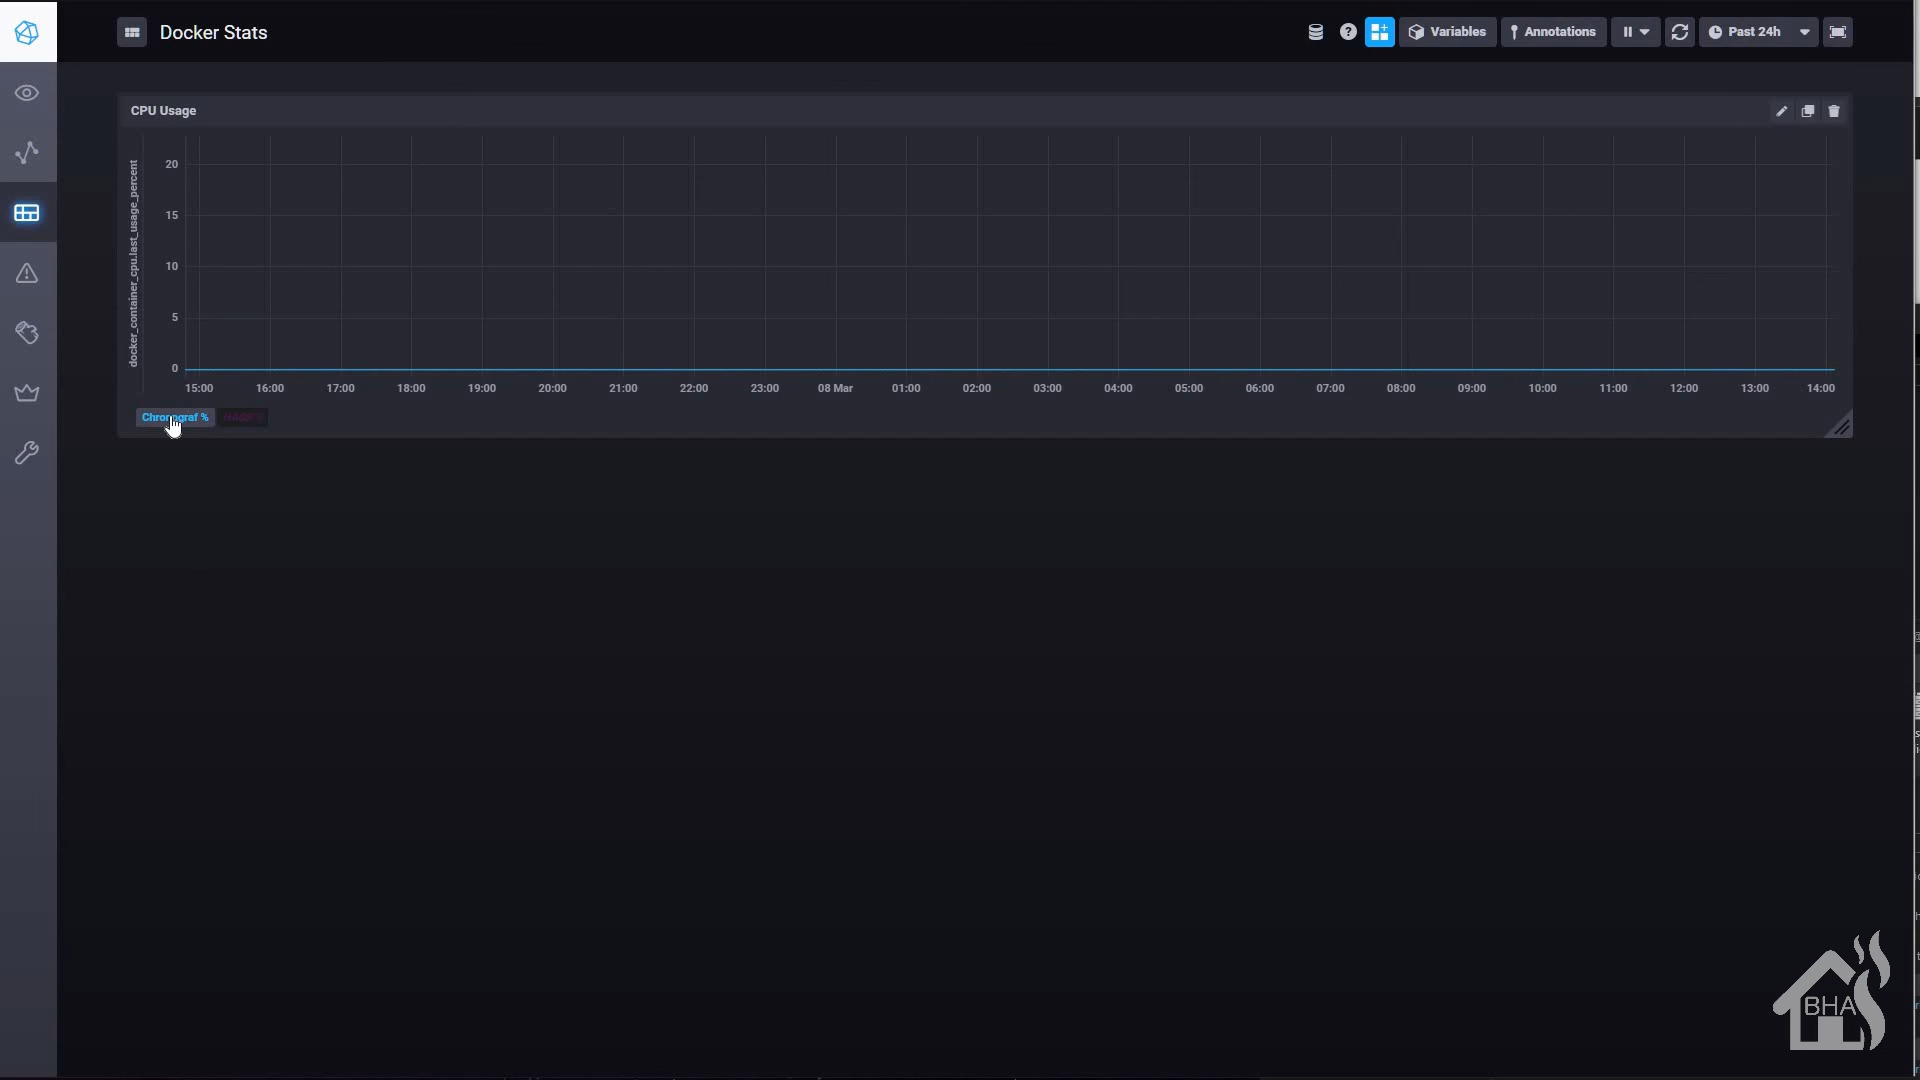 Docker Stats
Variables
Annotations
Past 24h
CPU Usage
docker_container_cpu.last_usage_percent
20
15
10
5
0
15:00 16:00 17:00 18:00 19:00 20:00 21:00 22:00 23:00 08 Mar 01:00 02:00 03:00 04:00 05:00 06:00 07:00 08:00 09:00 10:00 11:00 12:00 13:00 14:00
Chronograf %
BHA